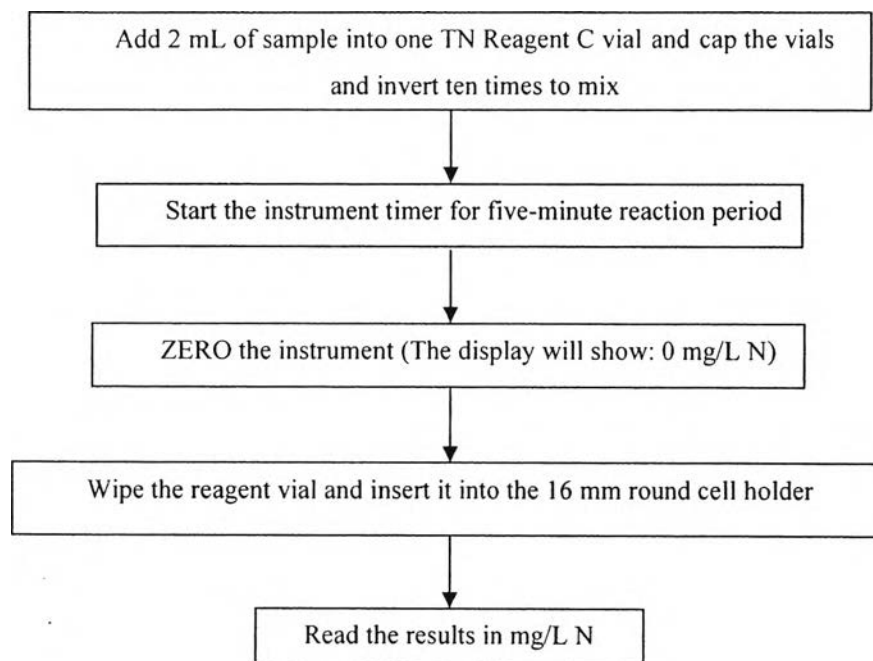 Add 2 mL of sample into one TN Reagent C vial and cap the vials
and invert ten times to mix
Start the instrument timer for five-minute reaction period
ZERO the instrument (The display will show: 0 mg/L N)
Wipe the reagent vial and insert it into the 16 mm round cell holder
Read the results in mg/L N